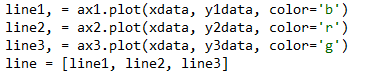 line1, = ax1.plot(xdata, y1data, color='b')
line2, = ax2.plot(xdata, y2data, color='r')
line3, = ax3.plot(xdata, y3data, color='g')
line = [line1, line2, line3]